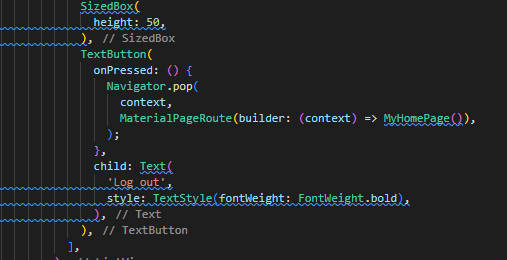 SizedBox(
height: 50,
), // SizedBox
TextButton(
onPressed: () {
Navigator.pop(
context,
MaterialPageRoute(builder: (context) => MyHomePage()),
);
},
child: Text(
'Log out',
style: TextStyle(fontWeight: FontWeight.bold),
), // Text
), // TextButton
],